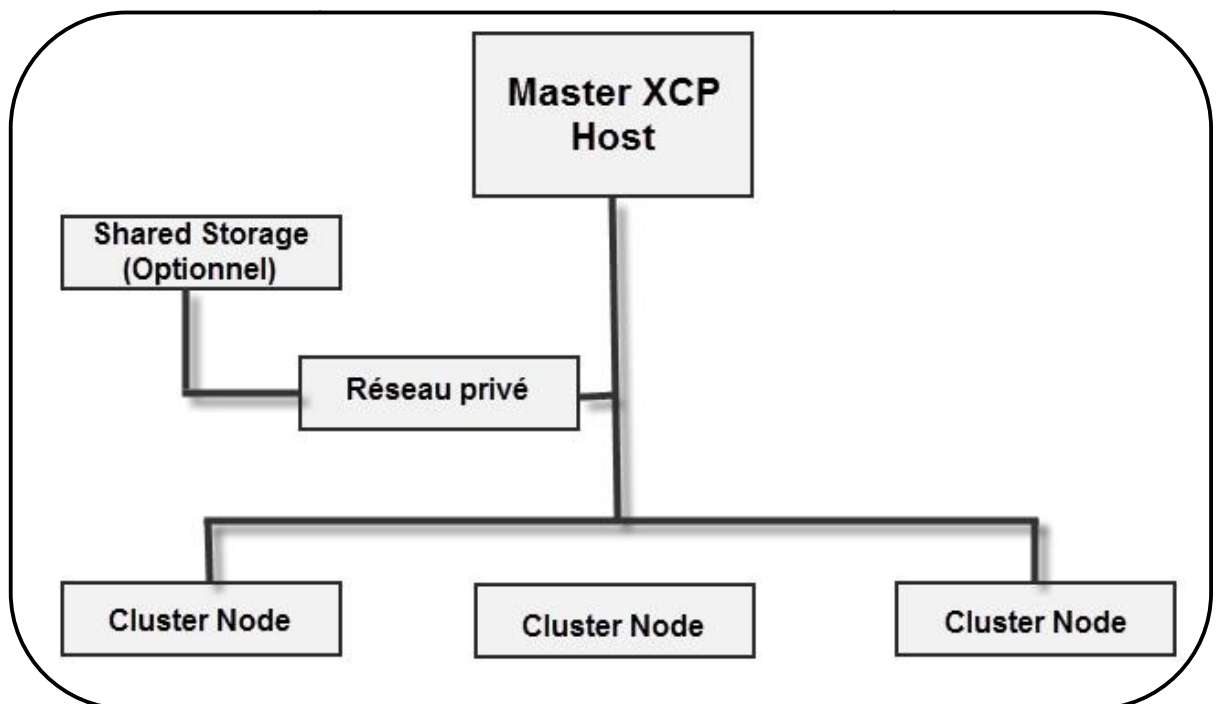 Master XCP
Host
Shared Storage
(Optionnel)
Réseau privé
Cluster Node
Cluster Node
Cluster Node